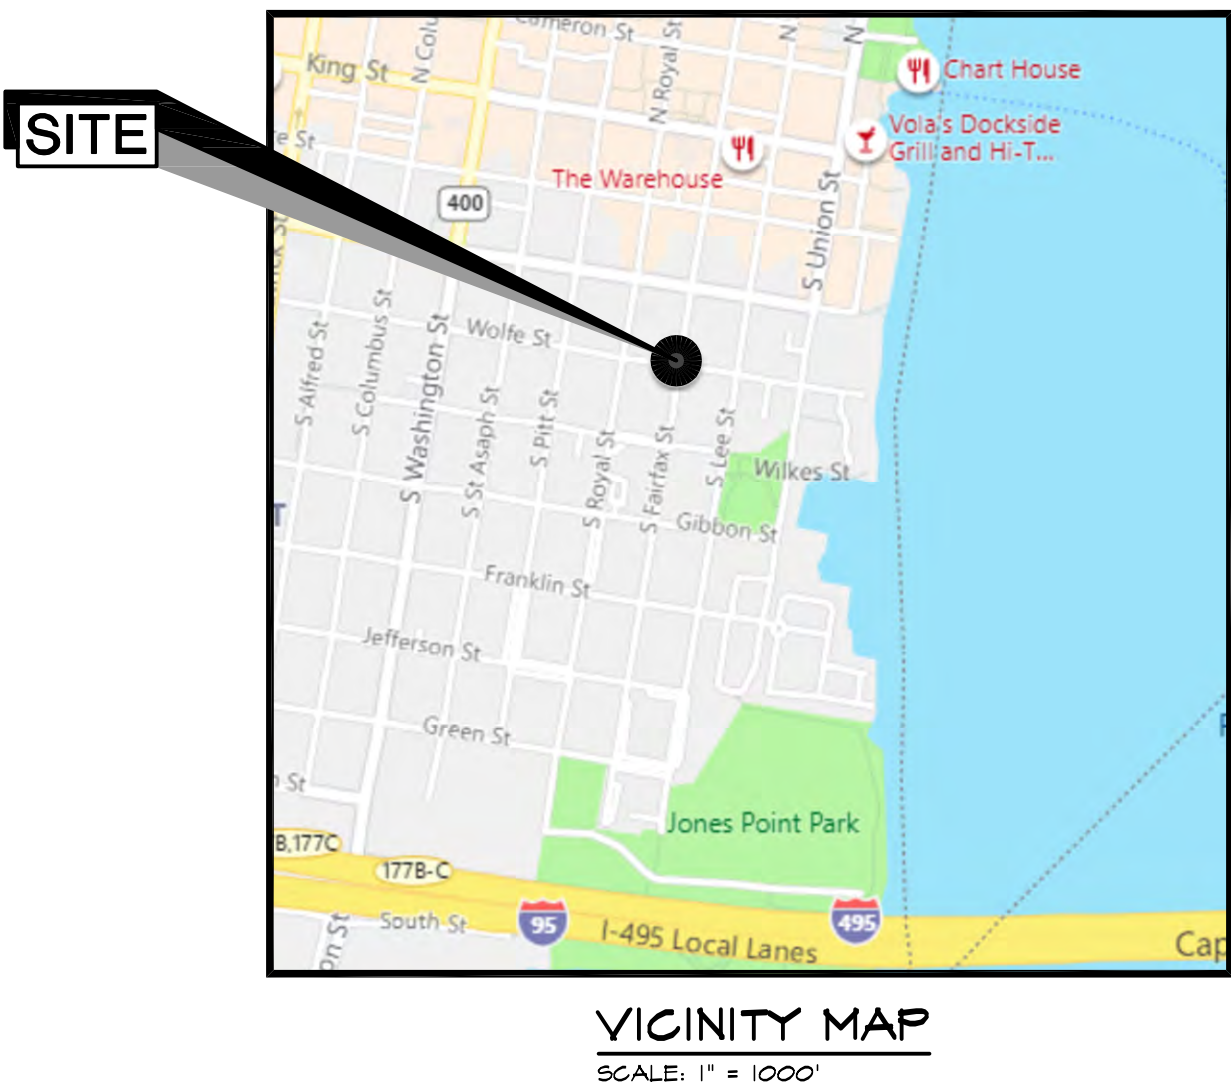 Cameron St
N
N
N Royal St
King St
Chart House
SITE
Vola's Dockside
Grill and Hi-T...
The Warehouse
400
S Union St
Wolfe St
S Alfred St
S Columbus St
S Washington St
S St Asaph St
S Pitt St
S Royal St
S Fairfax St
S Lee St
Wilkes St
Gibbon St
Franklin St
Jefferson St
Green St
Jones Point Park
177C
177B-C
South St
95
I-495 Local Lanes
495
VICINITY MAP
SCALE: 1" = 1000'